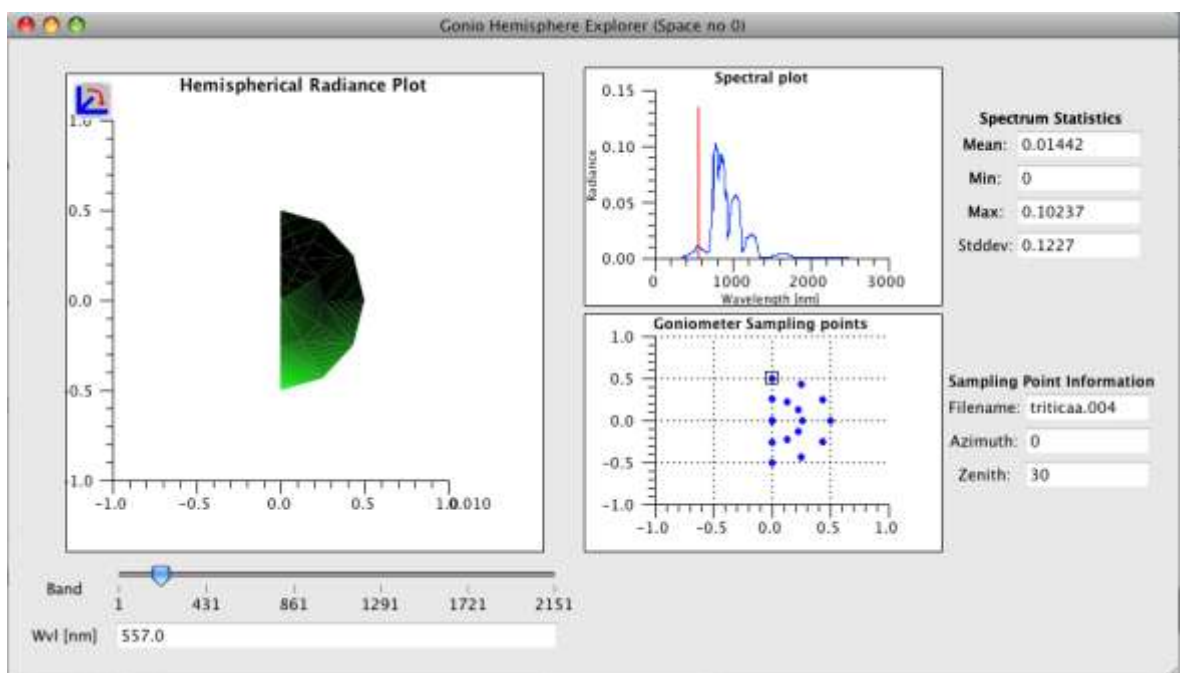 Gonio Hemisphere Explorer (Space no 0)
Hemispherical Radiance Plot
1.0
0.5
0.0
-0.5
-1.0
-1.0 -0.5 0.0 0.5 1.0 0.010
Spectral plot
Radiance
0.15
0.10
0.05
0.00
0 1000 2000 3000
Wavelength [nm]
Spectrum Statistics
Mean: 0.01442
Min: 0
Max: 0.10237
Stddev: 0.1227
Goniometer Sampling points
1.0
0.5
0.0
-0.5
-1.0
-1.0 -0.5 0.0 0.5 1.0
Sampling Point Information
Filename: triticaa.004
Azimuth: 0
Zenith: 30
Band
1 431 861 1291 1721 2151
Wvl [nm] 557.0